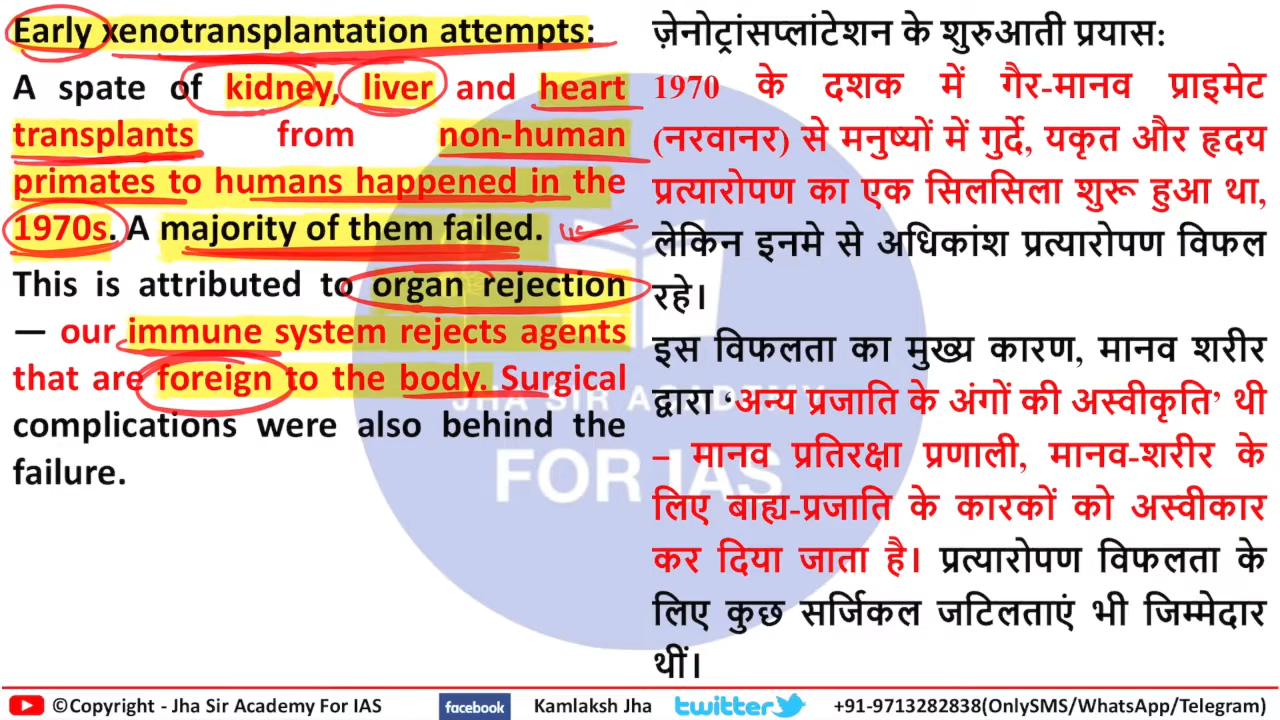 Early xenotransplantation attempts:
A spate of kidney, liver and heart
transplants from non-human
primates to humans happened in the
1970s. A majority of them failed.
This is attributed to organ rejection
— our immune system rejects agents
that are foreign to the body. Surgical
complications were also behind the
failure.
ज़ेनोट्रांसप्लांटेशन के शुरुआती प्रयास:
1970 के दशक में गैर-मानव प्राइमेट
(नरवानर) से मनुष्यों में गुर्दे, यकृत और हृदय
प्रत्यारोपण का एक सिलसिला शुरू हुआ था,
लेकिन इनमे से अधिकांश प्रत्यारोपण विफल
रहे।
इस विफलता का मुख्य कारण, मानव शरीर
द्वारा ‘अन्य प्रजाति के अंगों की अस्वीकृति’ थी
– मानव प्रतिरक्षा प्रणाली, मानव-शरीर के
लिए बाह्य-प्रजाति के कारकों को अस्वीकार
कर दिया जाता है। प्रत्यारोपण विफलता के
लिए कुछ सर्जिकल जटिलताएं भी जिम्मेदार
थीं।
JHA SIR ACADEMY
FOR IAS
©Copyright - Jha Sir Academy For IAS facebook Kamlaksh Jha twitter +91-9713282838(OnlySMS/WhatsApp/Telegram)